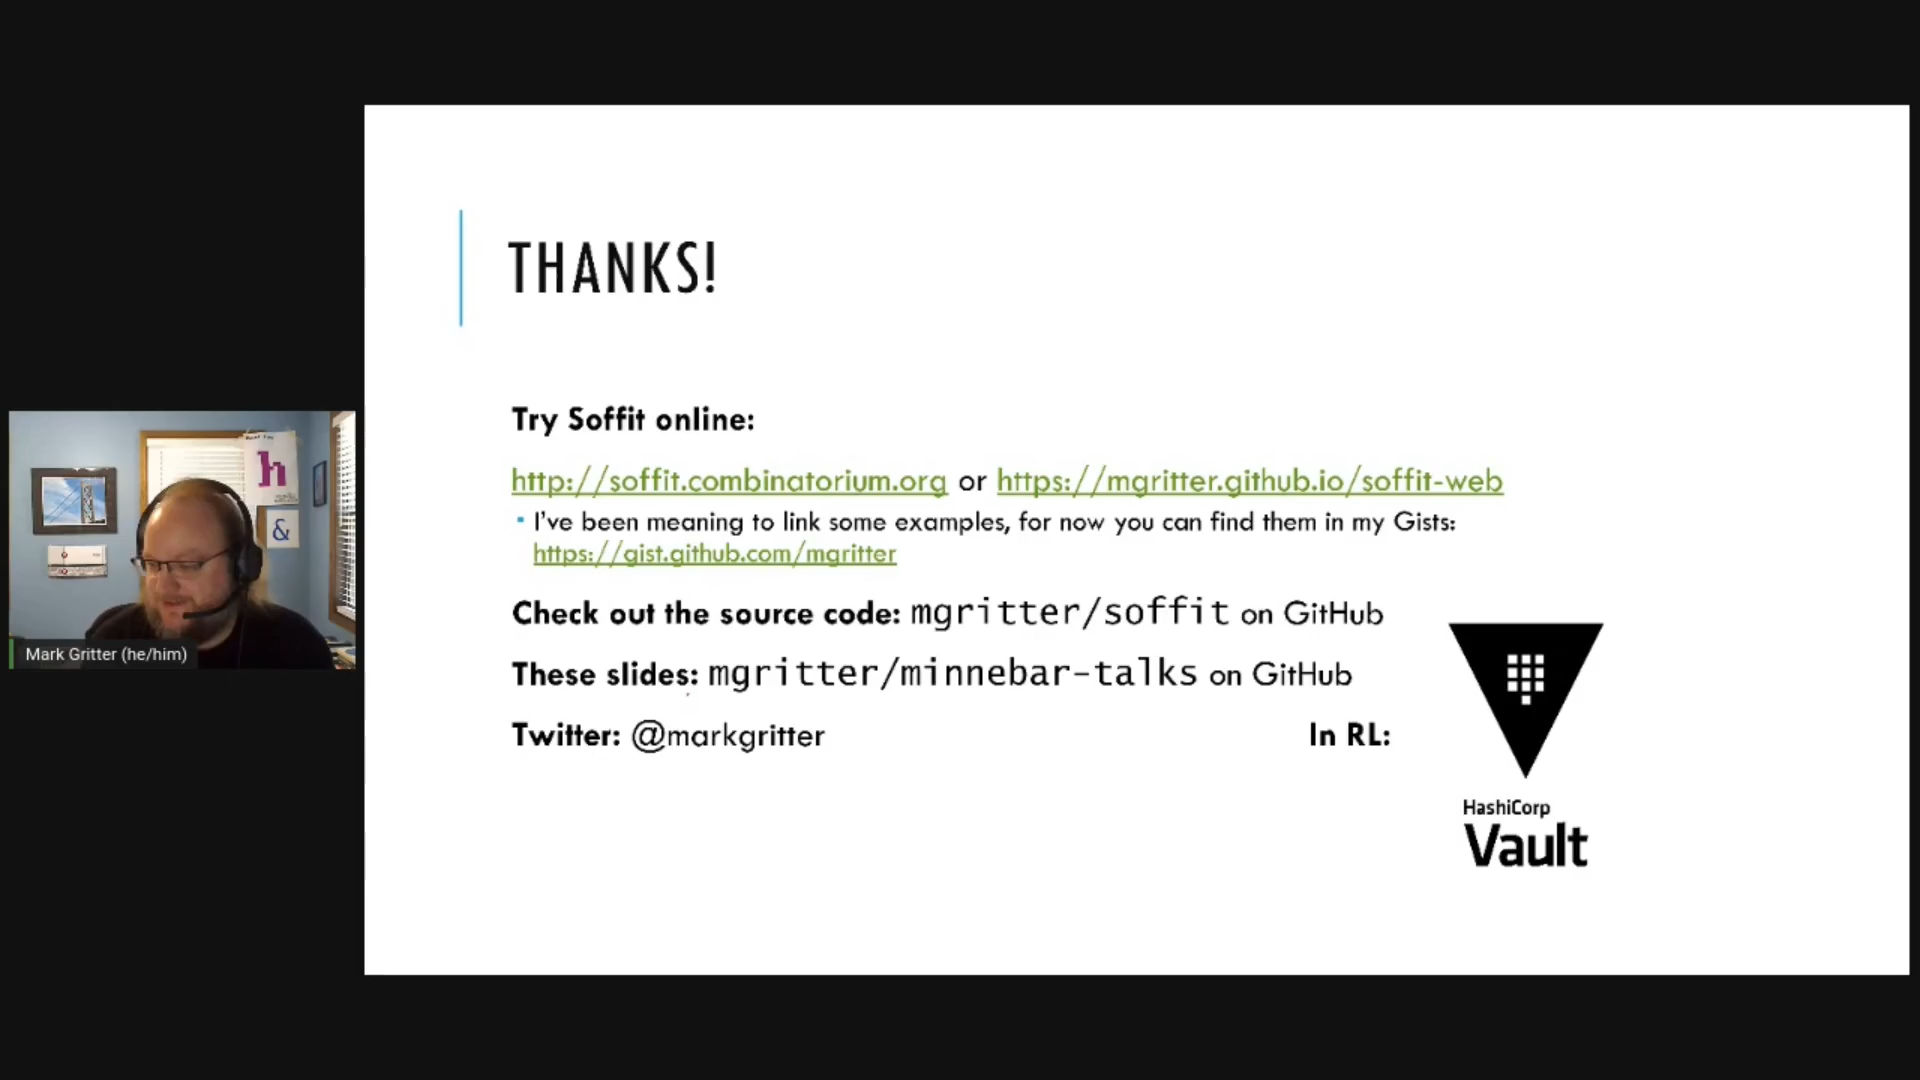 THANKS!
Try Soffit online:
http://soffit.combinatorium.org or https://mgritter.github.io/soffit-web
I've been meaning to link some examples, for now you can find them in my Gists:
https://gist.github.com/mgritter
Check out the source code: mgritter/soffit on GitHub
These slides: mgritter/minnebar-talks on GitHub
Twitter: @markgritter
In RL:
HashiCorp
Vault
h
&
Mark Gritter (he/him)